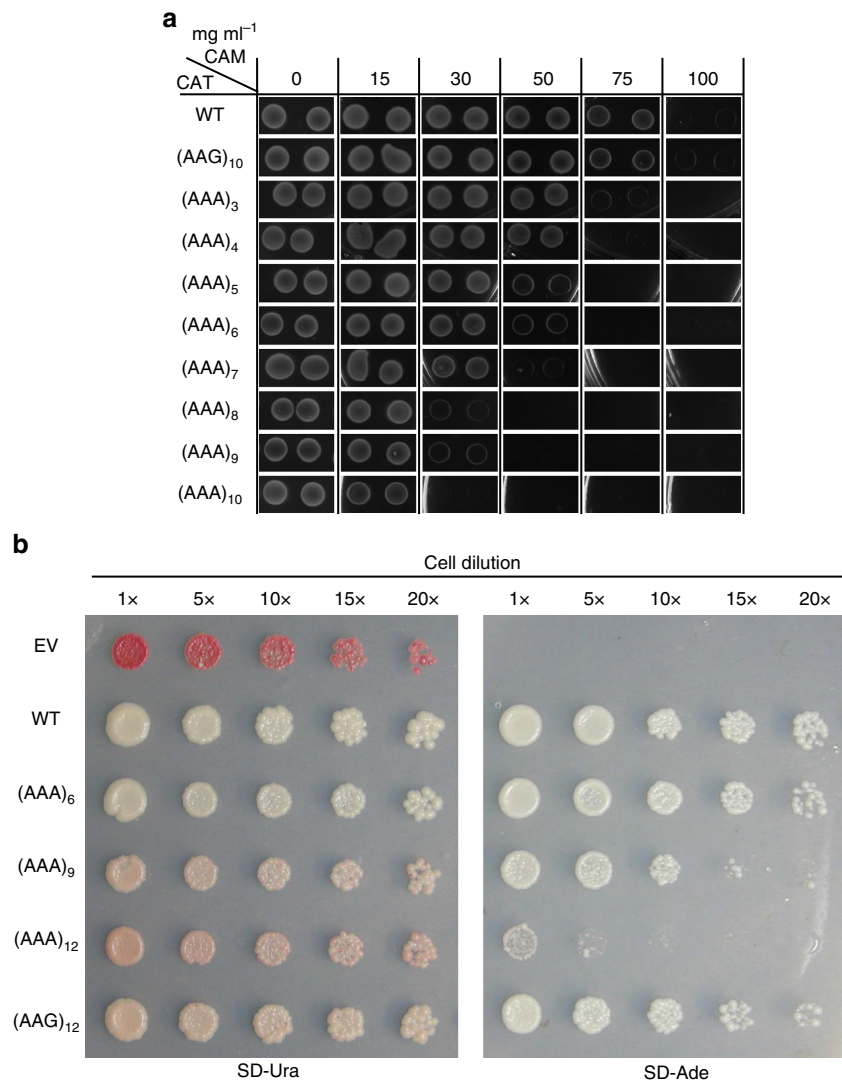 a
mg ml⁻¹
CAM
CAT
0 15 30 50 75 100
WT
(AAG)₁₀
(AAA)₃
(AAA)₄
(AAA)₅
(AAA)₆
(AAA)₇
(AAA)₈
(AAA)₉
(AAA)₁₀
b
Cell dilution
1× 5× 10× 15× 20× 1× 5× 10× 15× 20×
EV
WT
(AAA)₆
(AAA)₉
(AAA)₁₂
(AAG)₁₂
SD-Ura SD-Ade